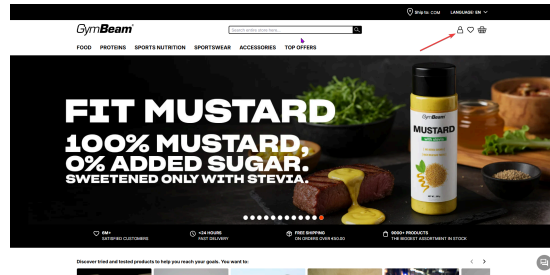 Ship to: COM LANGUAGE: EN
GymBeam
Search entire store here...
FOOD PROTEINS SPORTS NUTRITION SPORTSWEAR ACCESSORIES TOP OFFERS
FIT MUSTARD
100% MUSTARD,
0% ADDED SUGAR.
SWEETENED ONLY WITH STEVIA.
GymBeam
MUSTARD
9M+
SATISFIED CUSTOMERS
<24 HOURS
FAST DELIVERY
FREE SHIPPING
ON ORDERS OVER €50.00
9000+ PRODUCTS
THE BIGGEST ASSORTMENT IN STOCK
Discover tried and tested products to help you reach your goals. You want to: